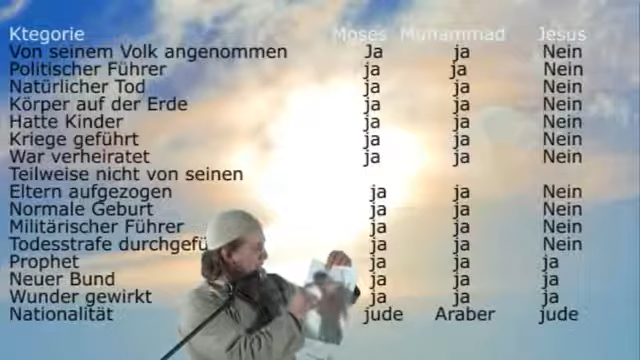 Ktegorie Moses Muhammad Jesus
Von seinem Volk angenommen Ja ja Nein
Politischer Führer ja ja Nein
Natürlicher Tod ja ja Nein
Körper auf der Erde ja ja Nein
Hatte Kinder ja ja Nein
Kriege geführt ja ja Nein
War verheiratet ja ja Nein
Teilweise nicht von seinen
Eltern aufgezogen ja ja Nein
Normale Geburt ja ja Nein
Militärischer Führer ja ja Nein
Todesstrafe durchgefü ja ja Nein
Prophet ja ja ja
Neuer Bund ja ja ja
Wunder gewirkt ja ja ja
Nationalität jude Araber jude